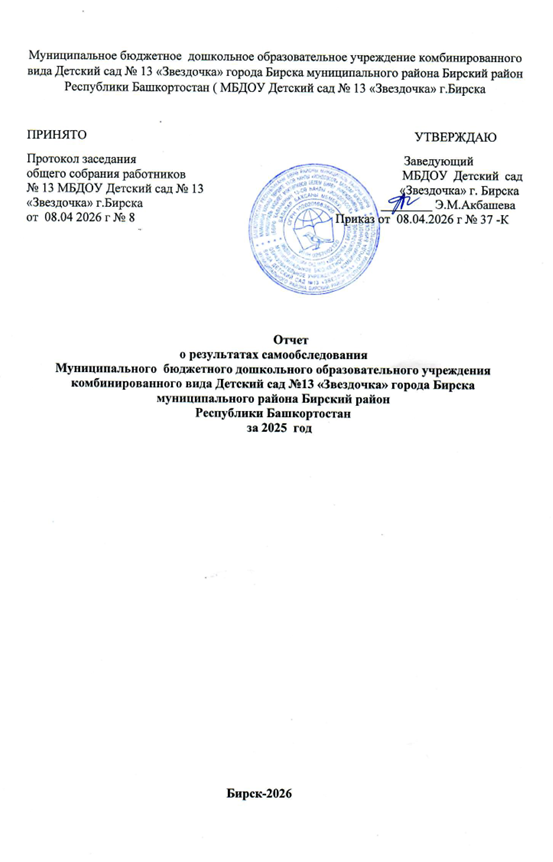 Муниципальное бюджетное дошкольное образовательное учреждение комбинированного
вида Детский сад № 13 «Звездочка» города Бирска муниципального района Бирский район
Республики Башкортостан ( МБДОУ Детский сад № 13 «Звездочка» г.Бирска
ПРИНЯТО
Протокол заседания
общего собрания работников
№ 13 МБДОУ Детский сад № 13
«Звездочка» г.Бирска
от 08.04 2026 г № 8
УТВЕРЖДАЮ
Заведующий
МБДОУ Детский сад
«Звездочка» г. Бирска
________ Э.М.Акбашева
Приказ от 08.04.2026 г № 37 -К
Отчет
о результатах самообследования
Муниципального бюджетного дошкольного образовательного учреждения
комбинированного вида Детский сад №13 «Звездочка» города Бирска
муниципального района Бирский район
Республики Башкортостан
за 2025 год
Бирск-2026